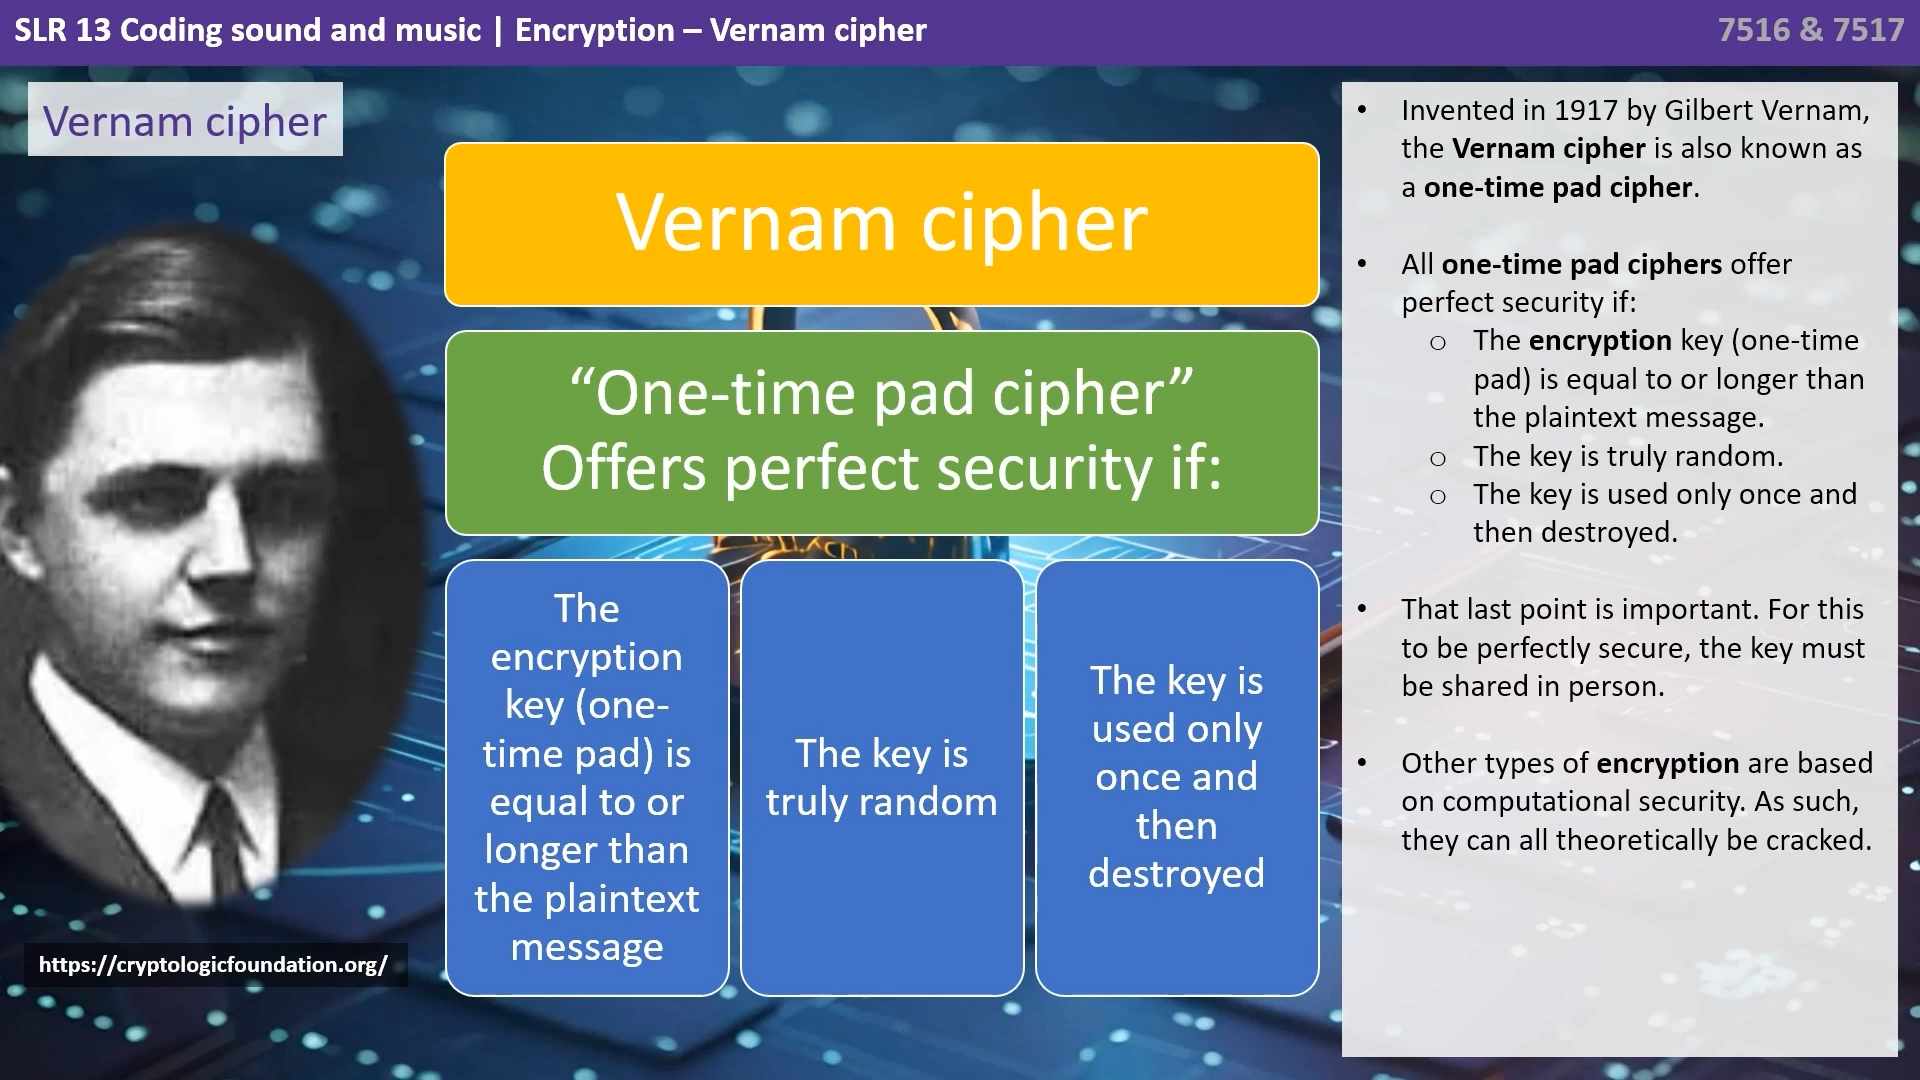 SLR 13 Coding sound and music | Encryption – Vernam cipher
7516 & 7517
Vernam cipher
Vernam cipher
“One-time pad cipher”
Offers perfect security if:
The
encryption
key (one-
time pad) is
equal to or
longer than
the plaintext
message
The key is
truly random
The key is
used only
once and
then
destroyed
https://cryptologicfoundation.org/
• Invented in 1917 by Gilbert Vernam,
the Vernam cipher is also known as
a one-time pad cipher.
• All one-time pad ciphers offer
perfect security if:
o The encryption key (one-time
pad) is equal to or longer than
the plaintext message.
o The key is truly random.
o The key is used only once and
then destroyed.
• That last point is important. For this
to be perfectly secure, the key must
be shared in person.
• Other types of encryption are based
on computational security. As such,
they can all theoretically be cracked.